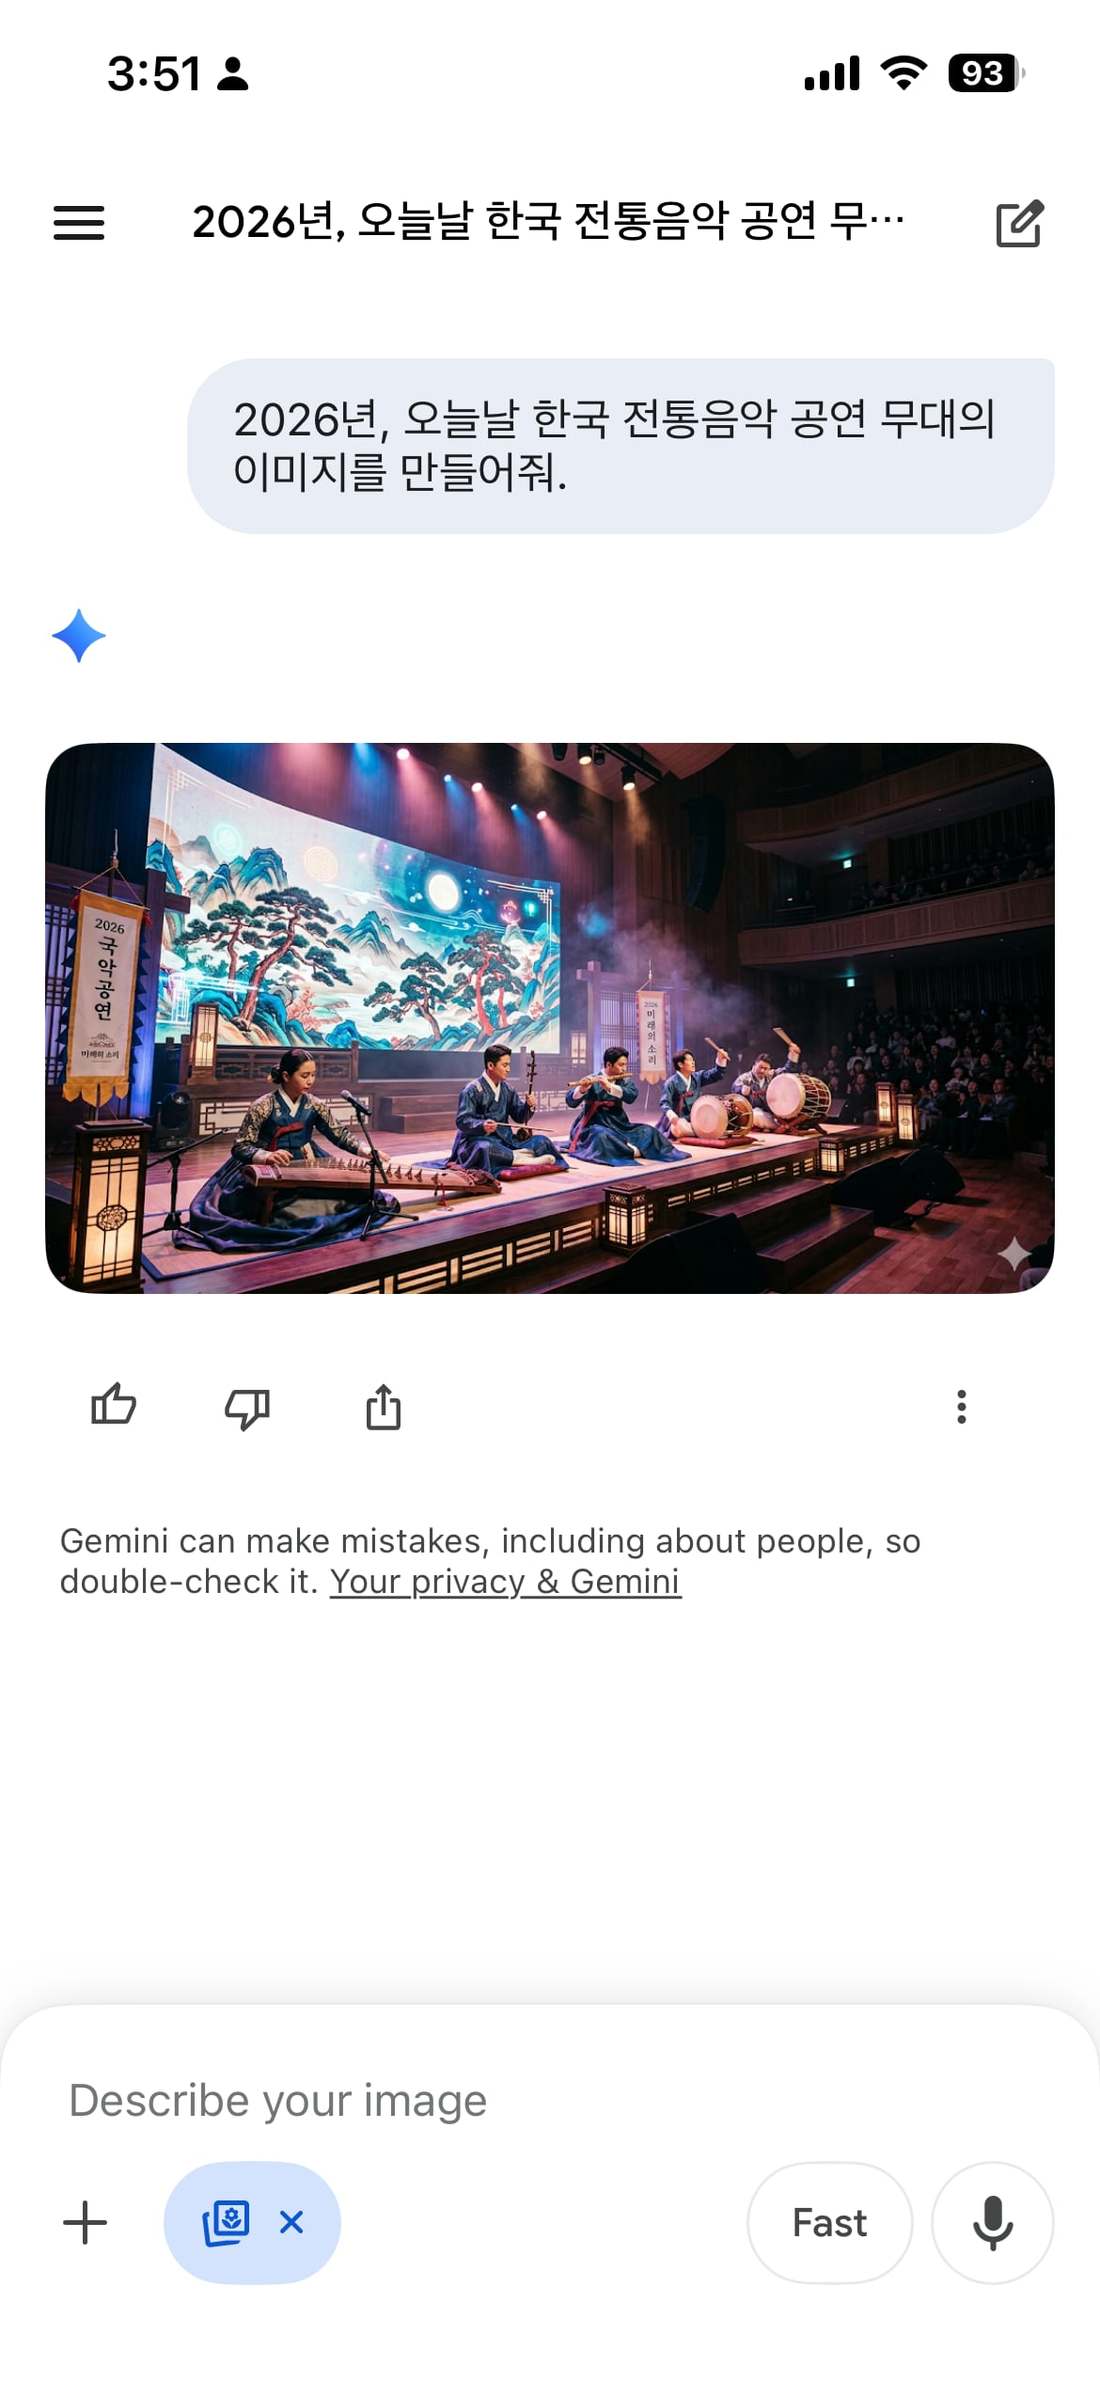 3:51
93
2026년, 오늘날 한국 전통음악 공연 무…
2026년, 오늘날 한국 전통음악 공연 무대의
이미지를 만들어줘.
2026
국악공연
미래의 소리
2026
미래의 소리
Gemini can make mistakes, including about people, so
double-check it. Your privacy & Gemini
Describe your image
Fast